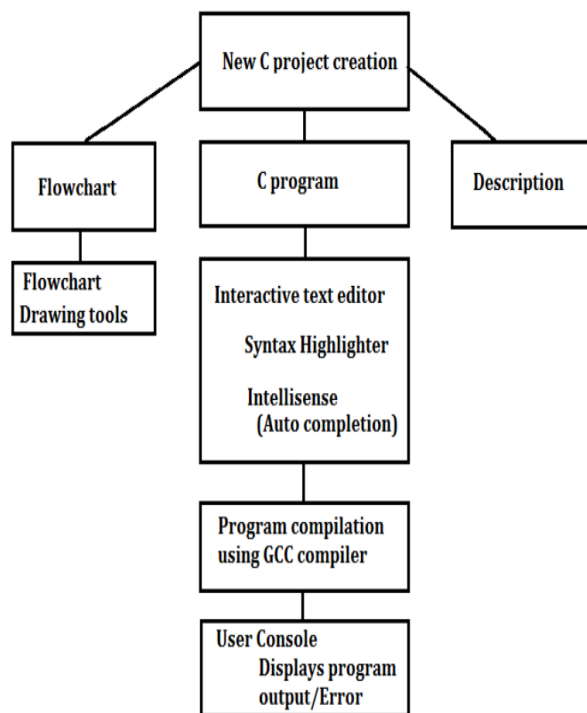 New C project creation
Flowchart
C program
Description
Flowchart
Drawing tools
Interactive text editor
Syntax Highlighter
Intellisense
(Auto completion)
Program compilation
using GCC compiler
User Console
Displays program
output/Error